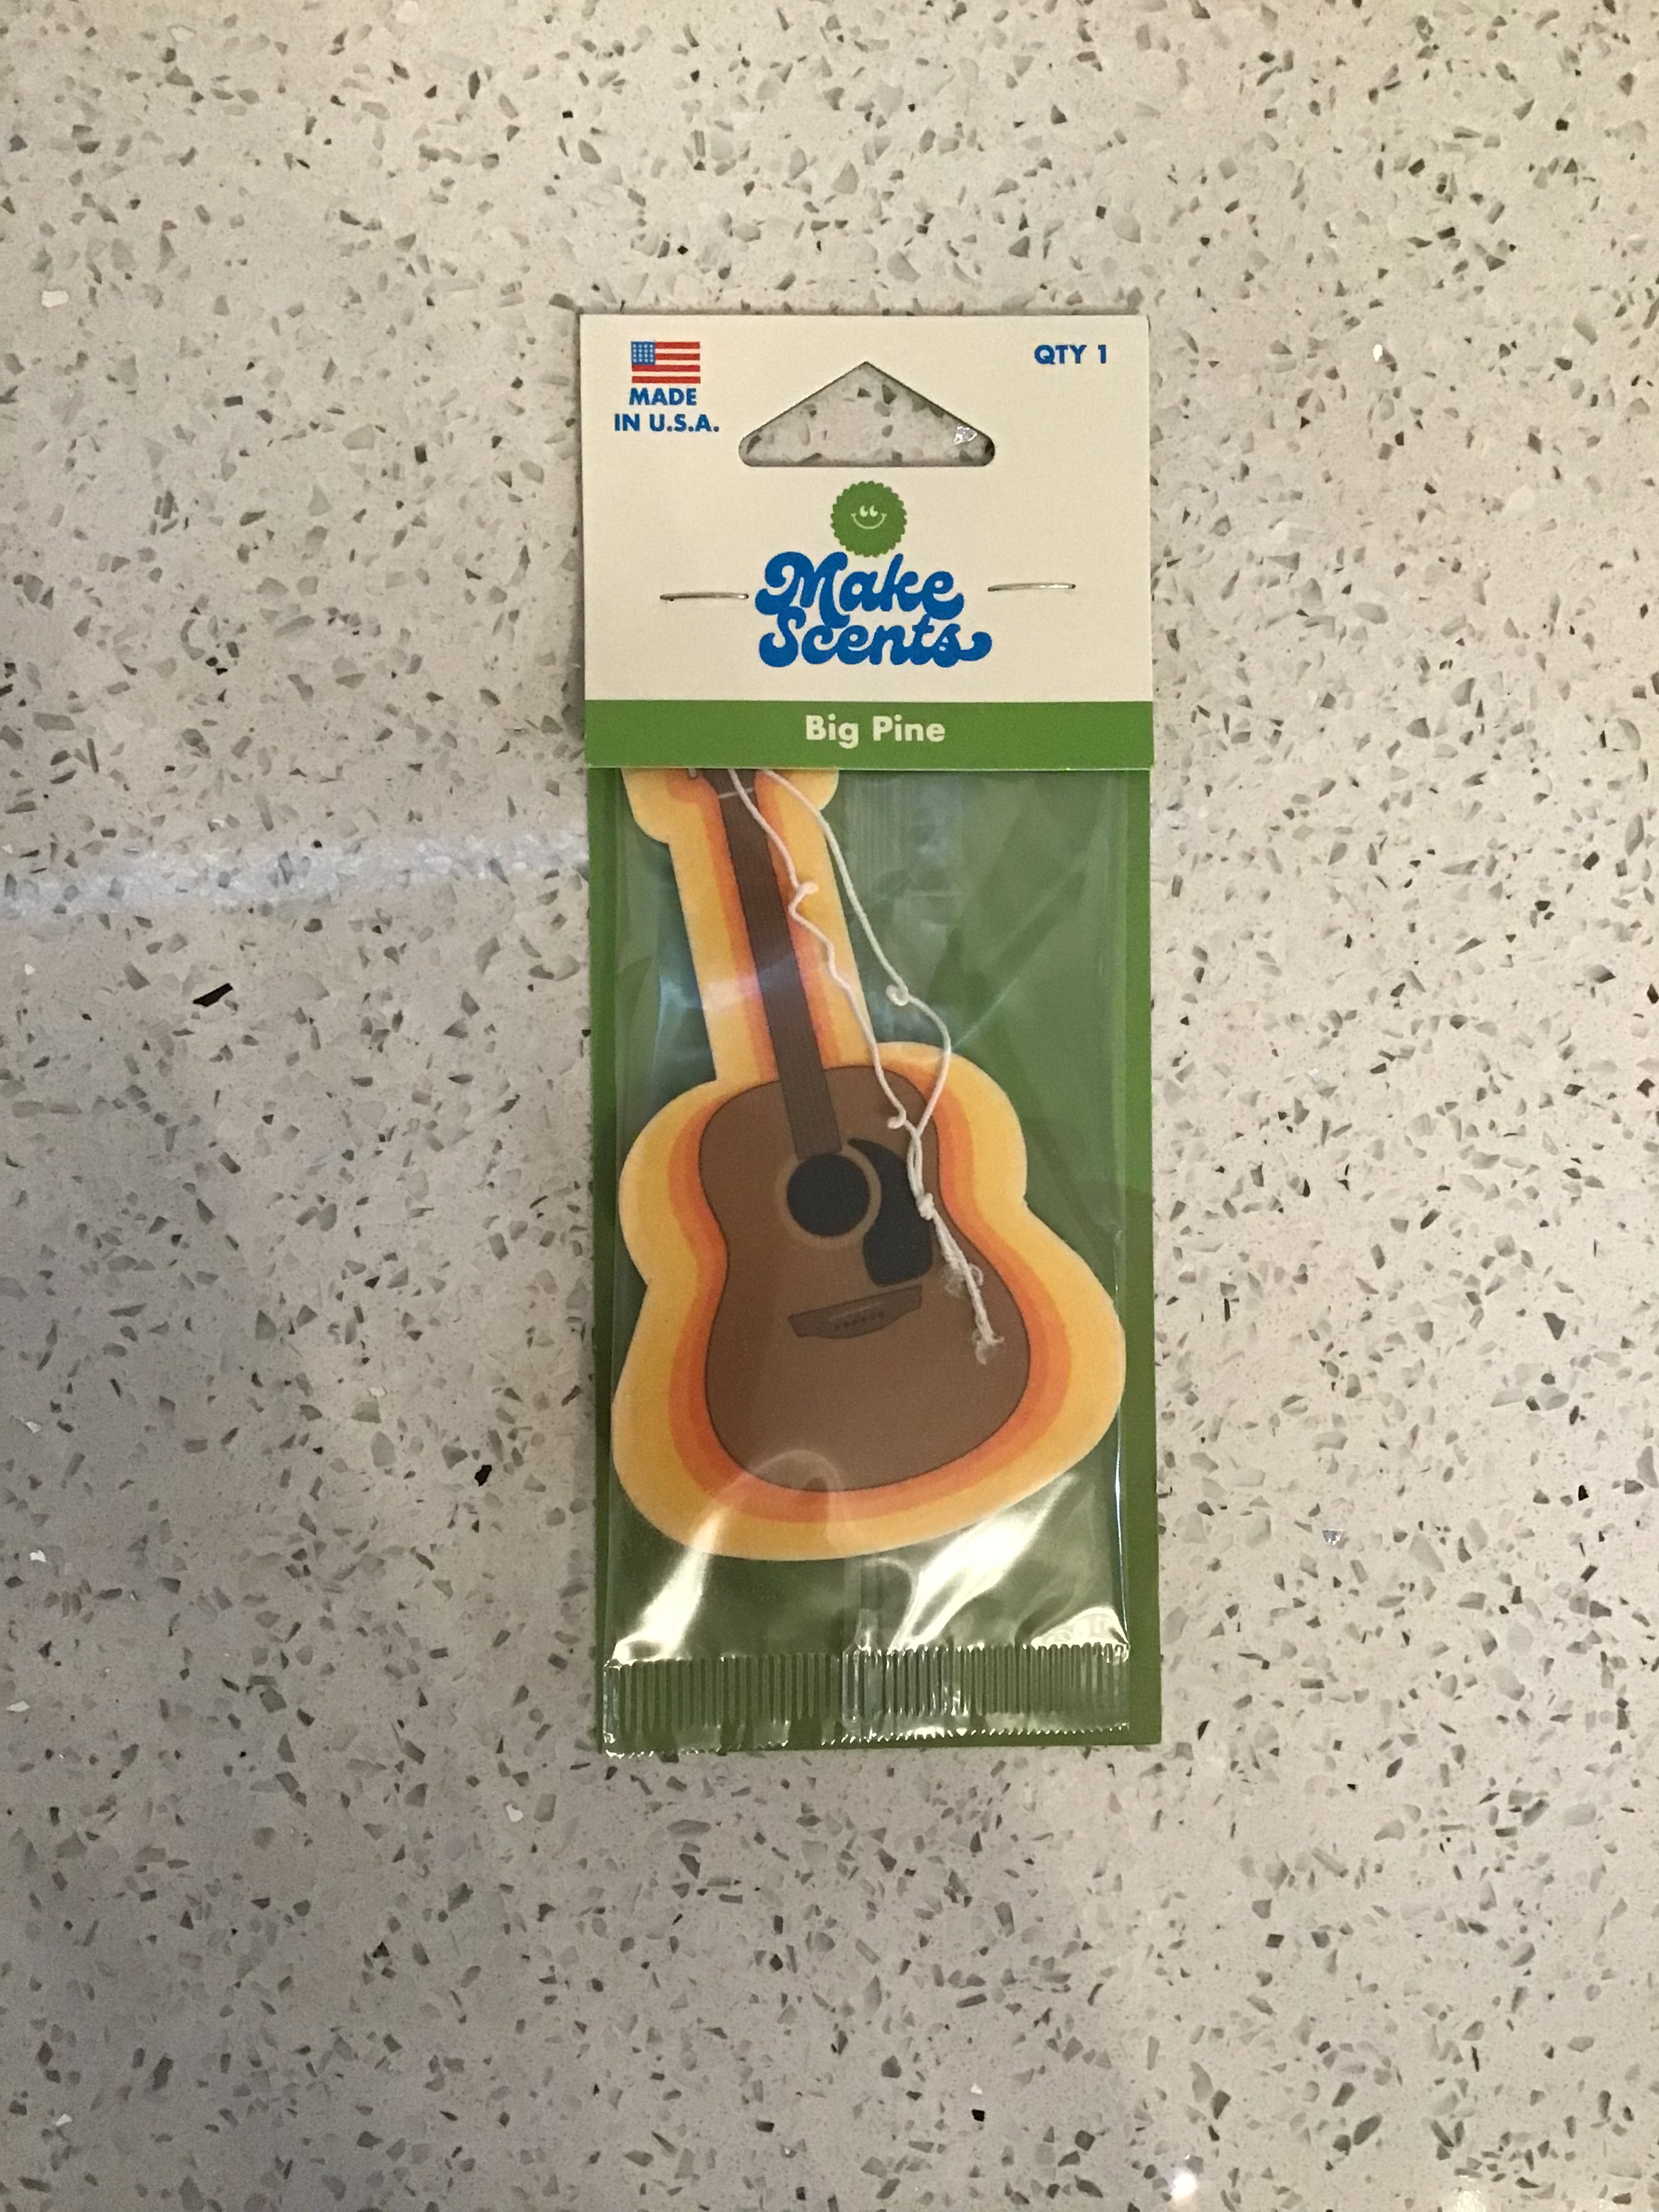 MADE
IN U.S.A.
QTY 1
Make
Scents
Big Pine